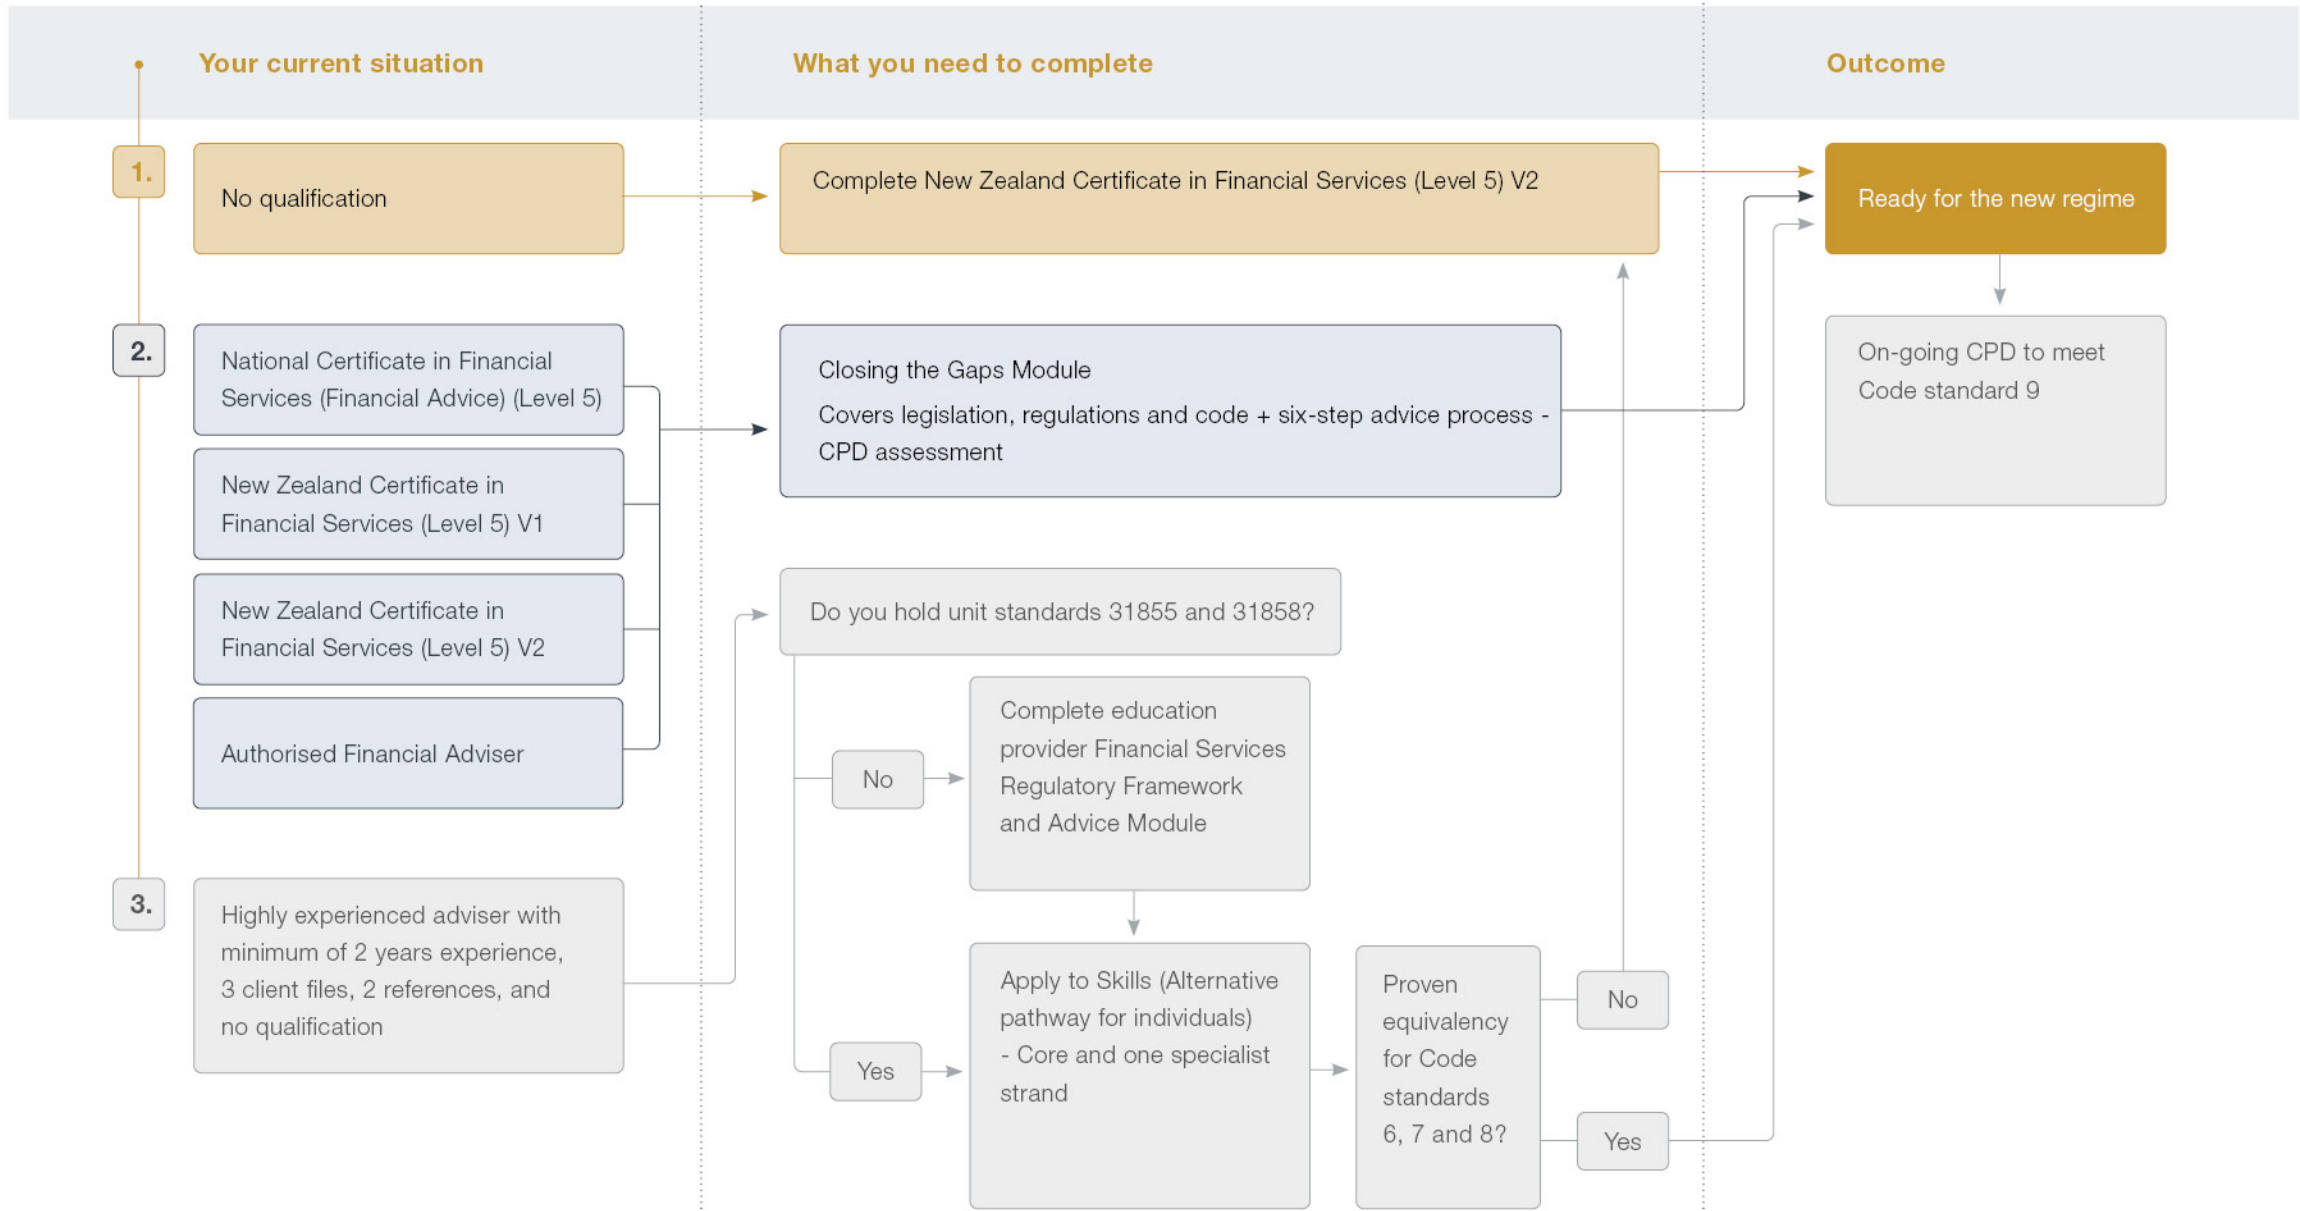 Your current situation
What you need to complete
Outcome
1.
No qualification
Complete New Zealand Certificate in Financial Services (Level 5) V2
Ready for the new regime
On-going CPD to meet
Code standard 9
2.
National Certificate in Financial
Services (Financial Advice) (Level 5)
New Zealand Certificate in
Financial Services (Level 5) V1
New Zealand Certificate in
Financial Services (Level 5) V2
Authorised Financial Adviser
Closing the Gaps Module
Covers legislation, regulations and code + six-step advice process -
CPD assessment
3.
Highly experienced adviser with
minimum of 2 years experience,
3 client files, 2 references, and
no qualification
Do you hold unit standards 31855 and 31858?
No
Complete education
provider Financial Services
Regulatory Framework
and Advice Module
Yes
Apply to Skills (Alternative
pathway for individuals)
- Core and one specialist
strand
Proven
equivalency
for Code
standards
6, 7 and 8?
No
Yes